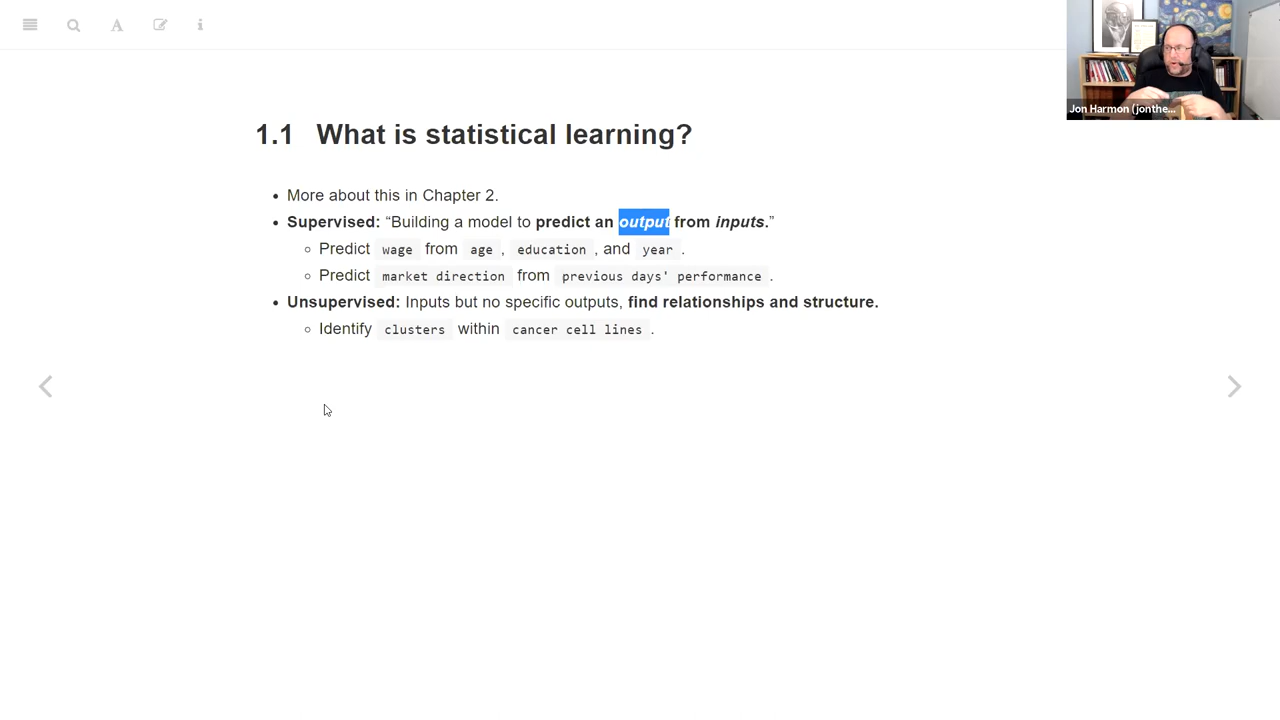 Jon Harmon (jonthe...
1.1 What is statistical learning?
• More about this in Chapter 2.
• Supervised: “Building a model to predict an output from inputs.”
◦ Predict wage from age , education , and year .
◦ Predict market direction from previous days' performance .
• Unsupervised: Inputs but no specific outputs, find relationships and structure.
◦ Identify clusters within cancer cell lines .